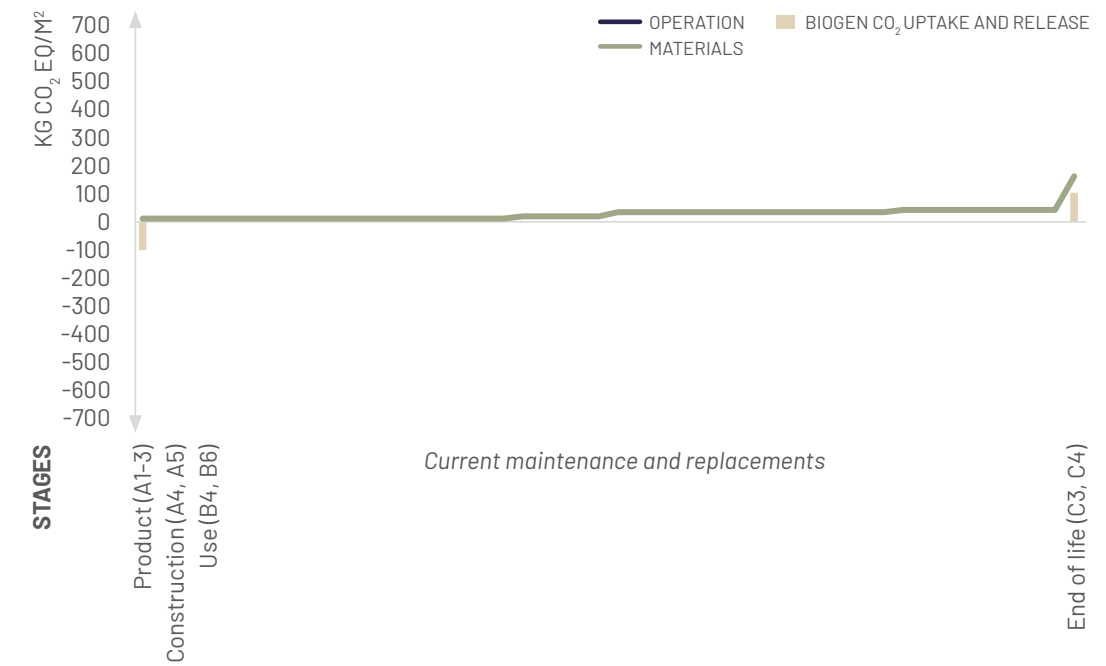 KG CO₂ EQ/M²
700
600
500
400
300
200
100
0
-100
-200
-300
-400
-500
-600
-700
OPERATION
MATERIALS
BIOGEN CO₂ UPTAKE AND RELEASE
STAGES
Product (A1-3)
Construction (A4, A5)
Use (B4, B6)
Current maintenance and replacements
End of life (C3, C4)